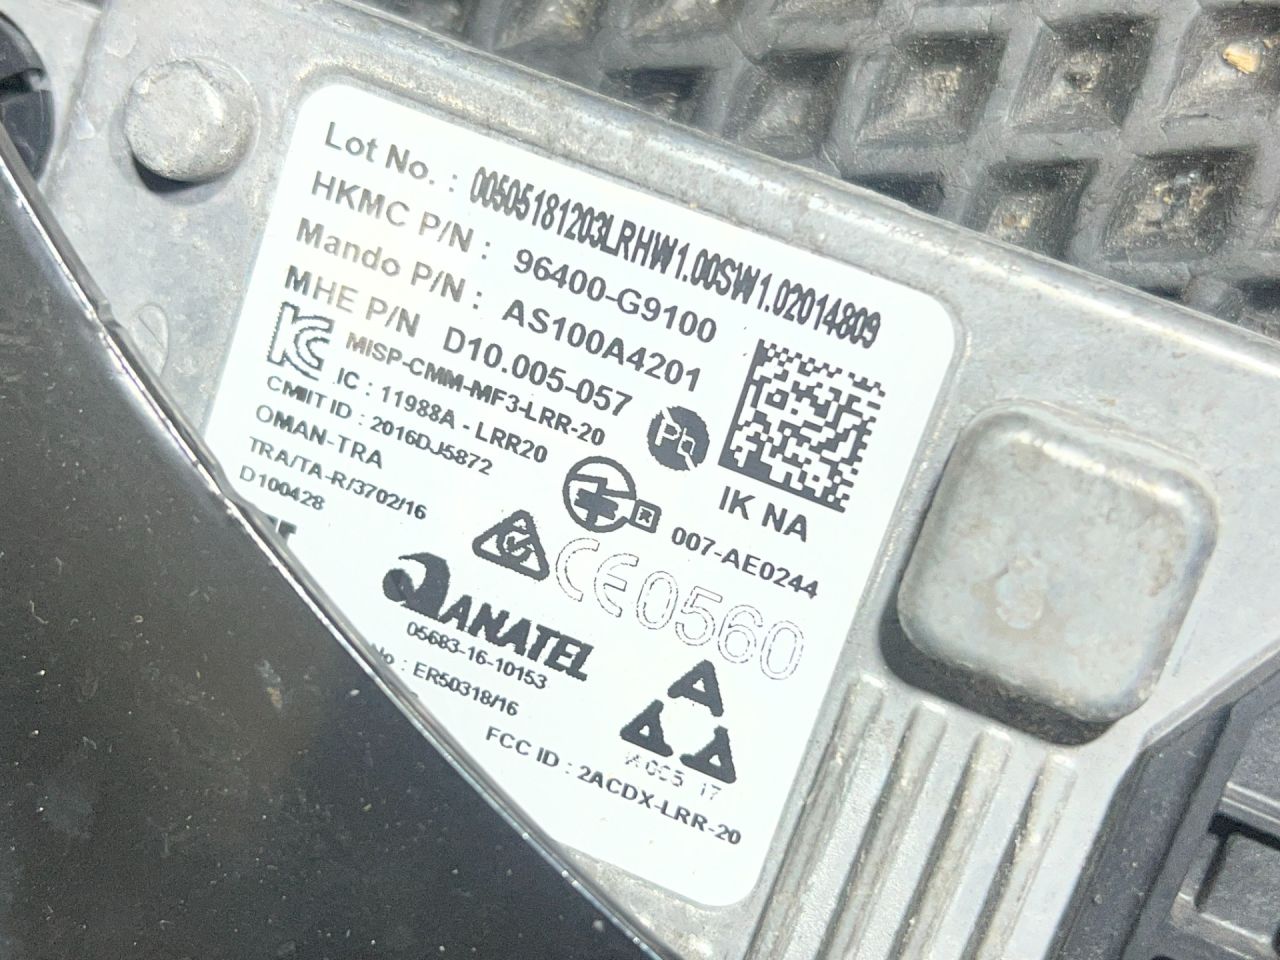 Lot No. : 00505181203LRHW1.00SW1.02014809
HKMC P/N : 96400-G9100
Mando P/N : AS100A4201
MHE P/N D10.005-057
MISP-CMM-MF3-LRR-20
IC : 11988A - LRR20
CMIIT ID : 2016DJ5872
OMAN-TRA
TRA/TA-R/3702/16
D100428
Pb
IK NA
007-AE0244
CE0560
ANATEL
05683-16-10153
No : ER50318/16
FCC ID : 2ACDX-LRR-20